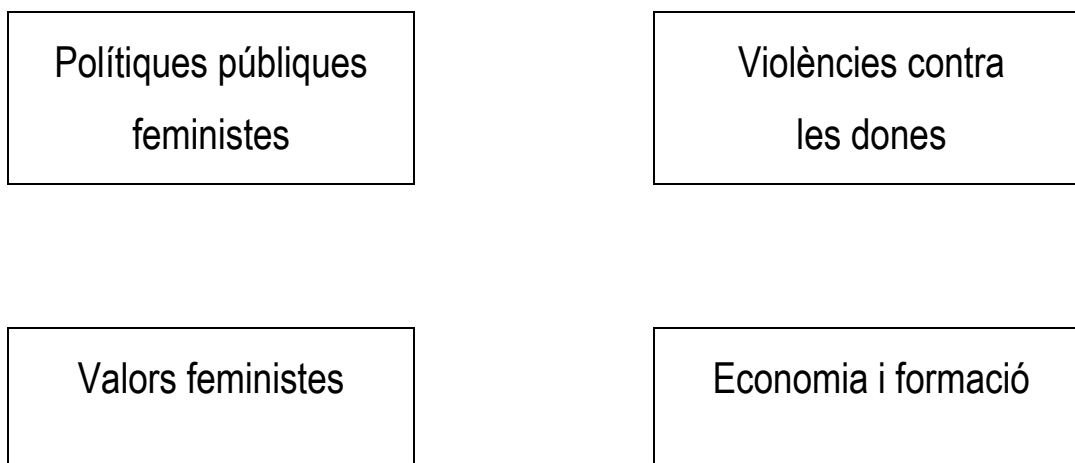 Polítiques públiques
feministes
Violències contra
les dones
Valors feministes
Economia i formació